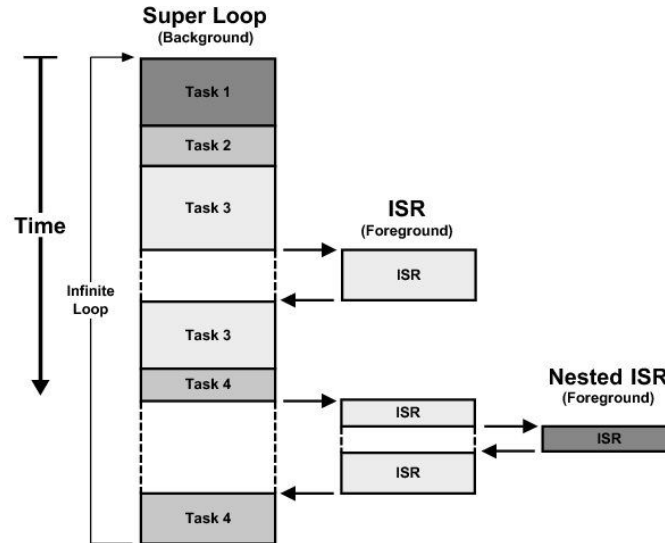 Super Loop
(Background)
Task 1
Task 2
Task 3
Time
ISR
(Foreground)
ISR
Infinite
Loop
Task 3
Task 4
Nested ISR
(Foreground)
ISR
ISR
ISR
Task 4